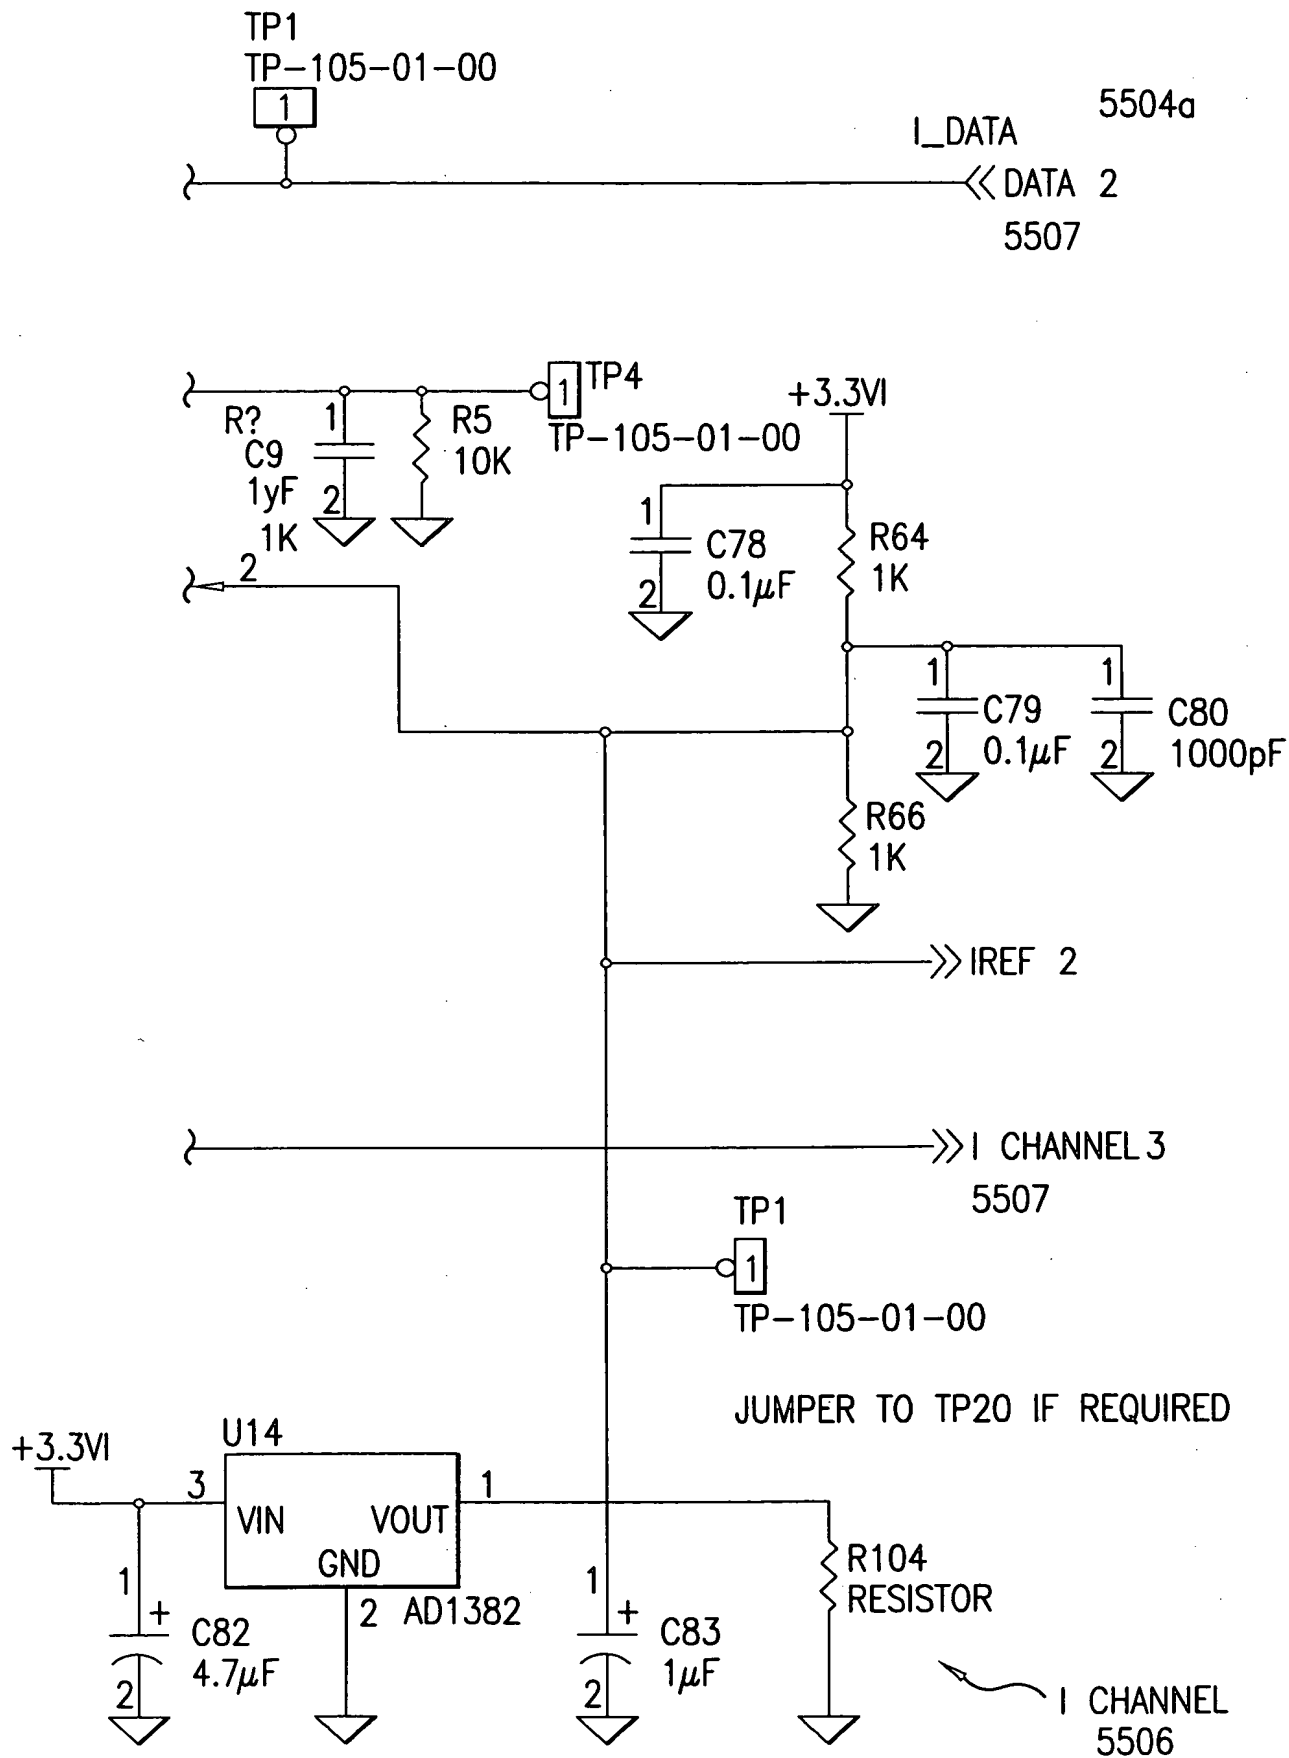 TP1
TP-105-01-00
1
5504a
I_DATA
DATA 2
5507
1
TP4
TP-105-01-00
R?
C9
1yF
1K
1
2
R5
10K
2
+3.3VI
1
C78
0.1µF
2
R64
1K
1
C79
0.1µF
2
1
C80
1000pF
2
R66
1K
IREF 2
I CHANNEL 3
5507
TP1
1
TP-105-01-00
JUMPER TO TP20 IF REQUIRED
+3.3VI
U14
3
VIN
VOUT
GND
1
2
AD1382
1
+
C82
4.7µF
2
1
+
C83
1µF
2
R104
RESISTOR
I CHANNEL
5506